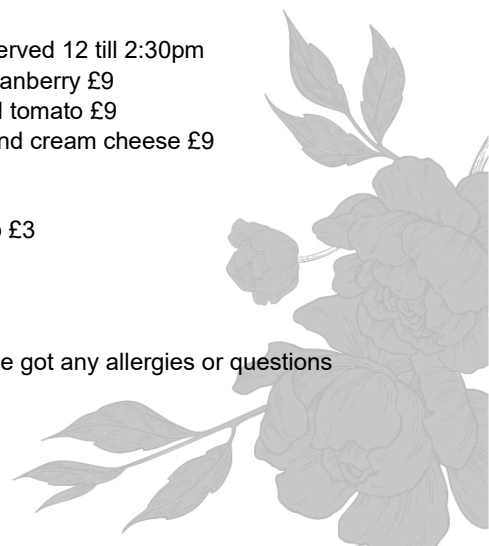 erved 12 till 2:30pm
anberry £9
l tomato £9
nd cream cheese £9
£3
e got any allergies or questions